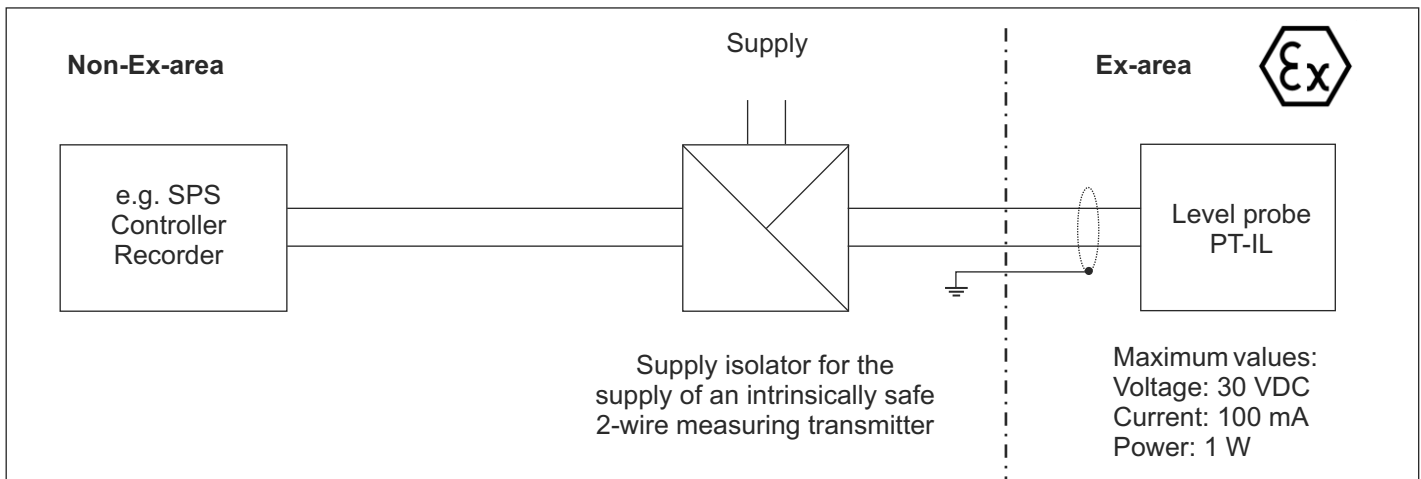 Non-Ex-area
Supply
Ex-area
Ex
e.g. SPS
Controller
Recorder
Level probe
PT-IL
Supply isolator for the
supply of an intrinsically safe
2-wire measuring transmitter
Maximum values:
Voltage: 30 VDC
Current: 100 mA
Power: 1 W